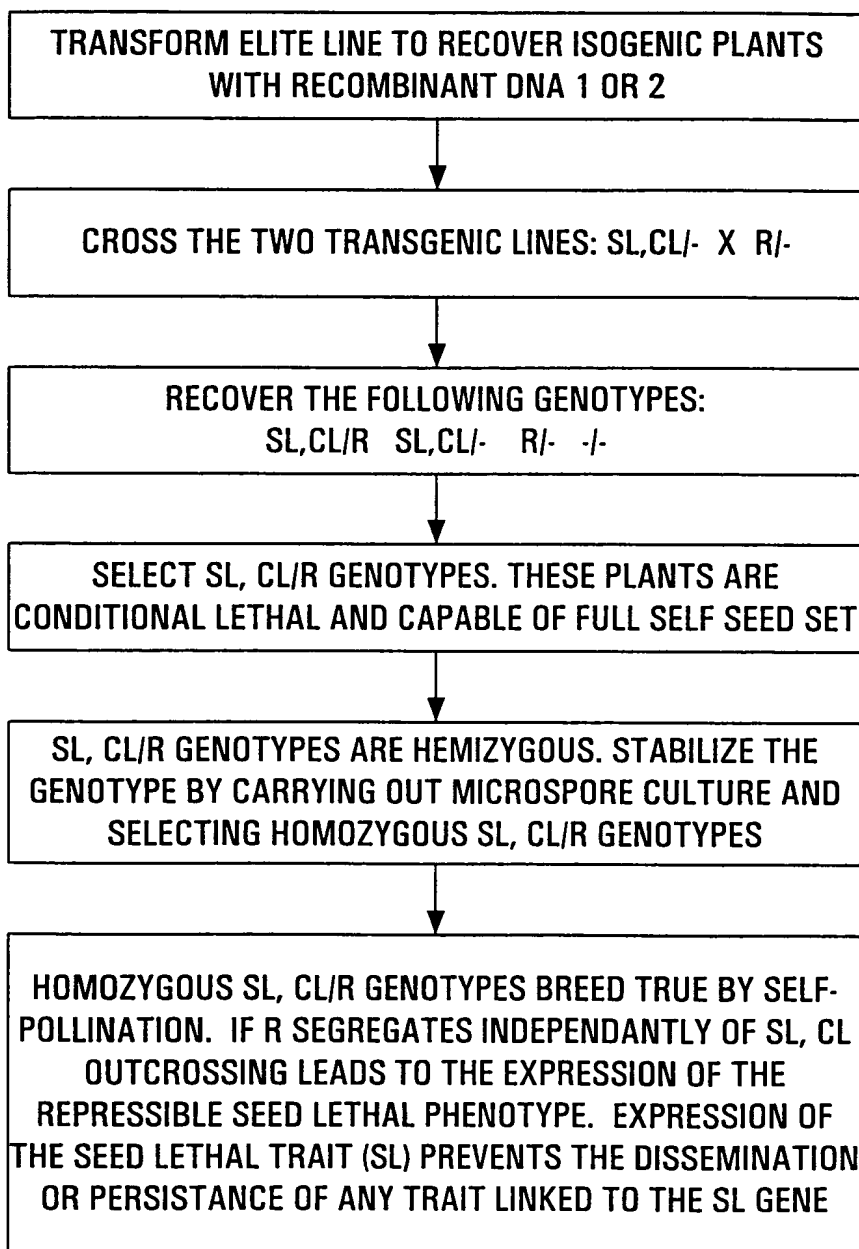 TRANSFORM ELITE LINE TO RECOVER ISOGENIC PLANTS
WITH RECOMBINANT DNA 1 OR 2
CROSS THE TWO TRANSGENIC LINES: SL,CL/- X R/-
RECOVER THE FOLLOWING GENOTYPES:
SL,CL/R SL,CL/- R/- -/-
SELECT SL, CL/R GENOTYPES. THESE PLANTS ARE
CONDITIONAL LETHAL AND CAPABLE OF FULL SELF SEED SET
SL, CL/R GENOTYPES ARE HEMIZYGOUS. STABILIZE THE
GENOTYPE BY CARRYING OUT MICROSPORE CULTURE AND
SELECTING HOMOZYGOUS SL, CL/R GENOTYPES
HOMOZYGOUS SL, CL/R GENOTYPES BREED TRUE BY SELF-
POLLINATION. IF R SEGREGATES INDEPENDANTLY OF SL, CL
OUTCROSSING LEADS TO THE EXPRESSION OF THE
REPRESSIBLE SEED LETHAL PHENOTYPE. EXPRESSION OF
THE SEED LETHAL TRAIT (SL) PREVENTS THE DISSEMINATION
OR PERSISTANCE OF ANY TRAIT LINKED TO THE SL GENE